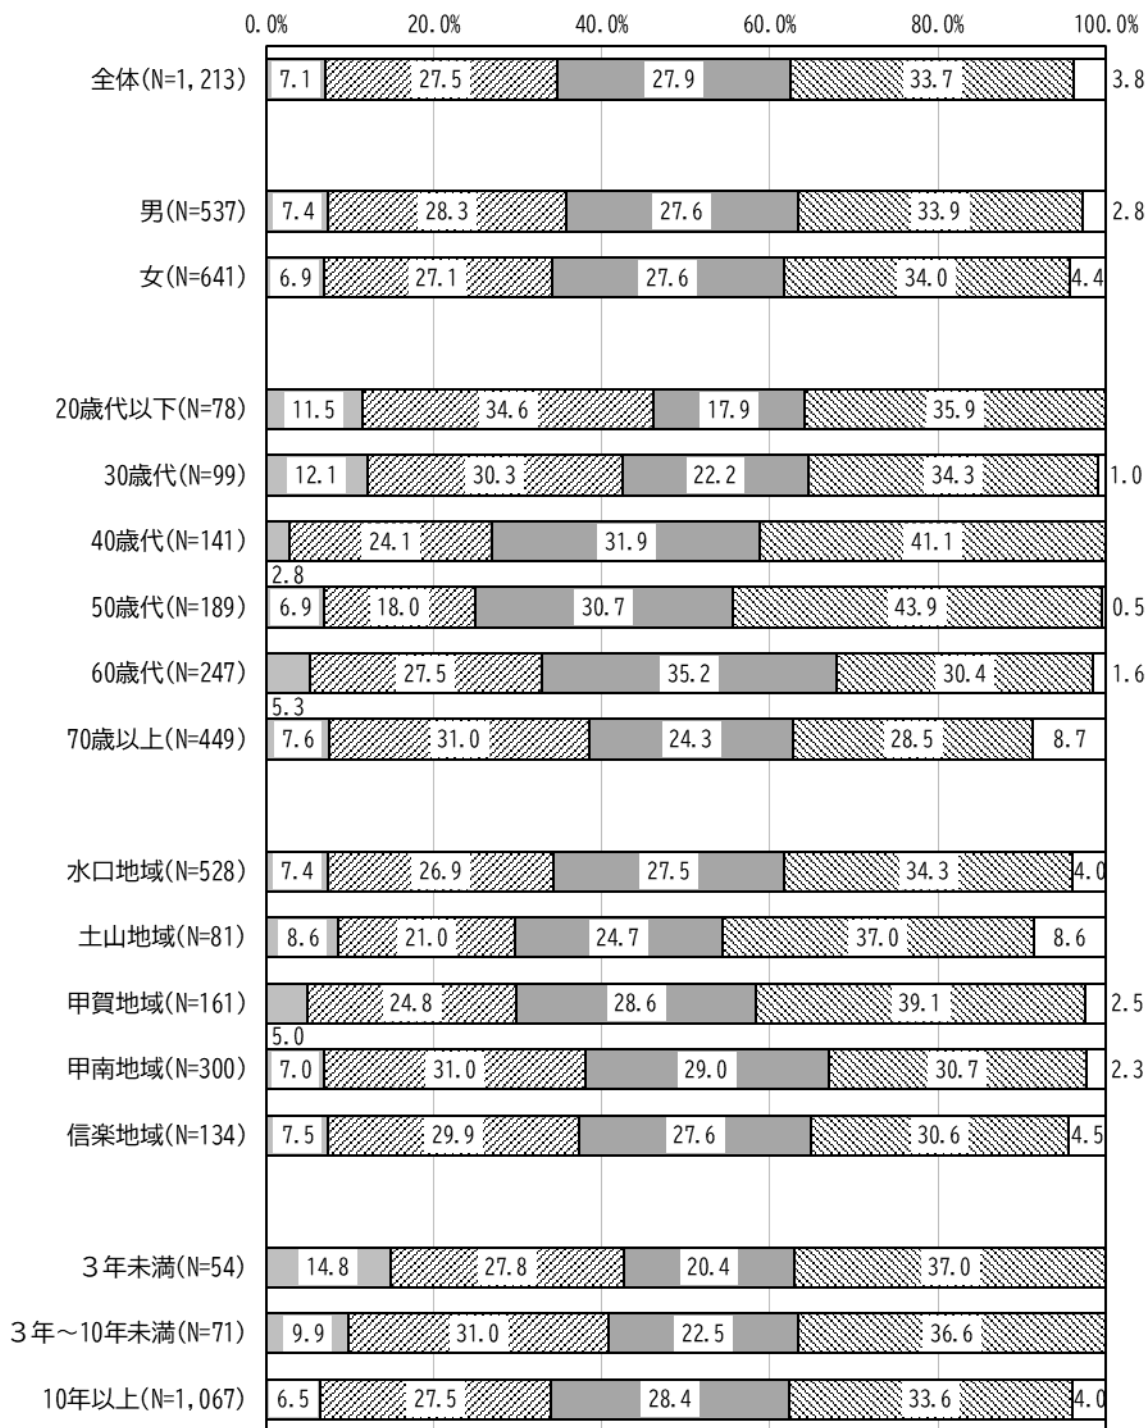 0.0% 20.0% 40.0% 60.0% 80.0% 100.0%
全体(N=1,213) 7.1 27.5 27.9 33.7 3.8
男(N=537) 7.4 28.3 27.6 33.9 2.8
女(N=641) 6.9 27.1 27.6 34.0 4.4
20歳代以下(N=78) 11.5 34.6 17.9 35.9
30歳代(N=99) 12.1 30.3 22.2 34.3 1.0
40歳代(N=141) 24.1 31.9 41.1
2.8
50歳代(N=189) 6.9 18.0 30.7 43.9 0.5
60歳代(N=247) 27.5 35.2 30.4 1.6
5.3
70歳以上(N=449) 7.6 31.0 24.3 28.5 8.7
水口地域(N=528) 7.4 26.9 27.5 34.3 4.0
土山地域(N=81) 8.6 21.0 24.7 37.0 8.6
甲賀地域(N=161) 24.8 28.6 39.1 2.5
5.0
甲南地域(N=300) 7.0 31.0 29.0 30.7 2.3
信楽地域(N=134) 7.5 29.9 27.6 30.6 4.5
３年未満(N=54) 14.8 27.8 20.4 37.0
３年～10年未満(N=71) 9.9 31.0 22.5 36.6
10年以上(N=1,067) 6.5 27.5 28.4 33.6 4.0